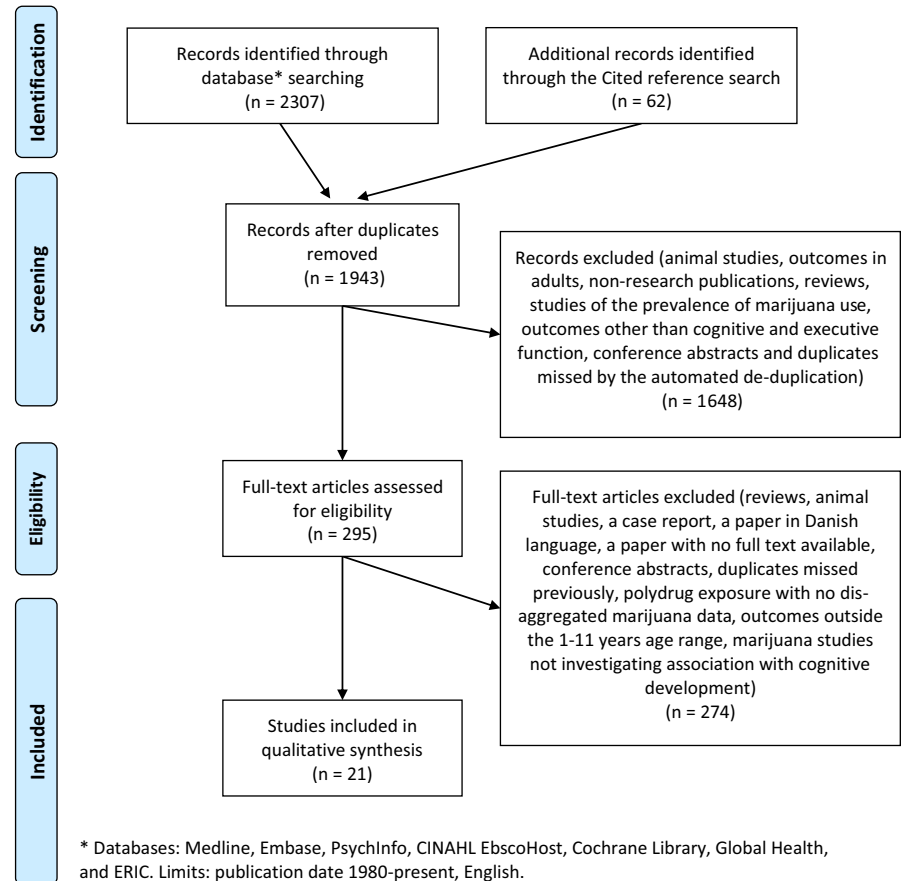 Identification
Records identified through
database* searching
(n = 2307)
Additional records identified
through the Cited reference search
(n = 62)
Screening
Records after duplicates
removed
(n = 1943)
Records excluded (animal studies, outcomes in
adults, non-research publications, reviews,
studies of the prevalence of marijuana use,
outcomes other than cognitive and executive
function, conference abstracts and duplicates
missed by the automated de-duplication)
(n = 1648)
Eligibility
Full-text articles assessed
for eligibility
(n = 295)
Full-text articles excluded (reviews, animal
studies, a case report, a paper in Danish
language, a paper with no full text available,
conference abstracts, duplicates missed
previously, polydrug exposure with no dis-
aggregated marijuana data, outcomes outside
the 1-11 years age range, marijuana studies
not investigating association with cognitive
development)
(n = 274)
Included
Studies included in
qualitative synthesis
(n = 21)
* Databases: Medline, Embase, PsychInfo, CINAHL EbscoHost, Cochrane Library, Global Health,
and ERIC. Limits: publication date 1980-present, English.